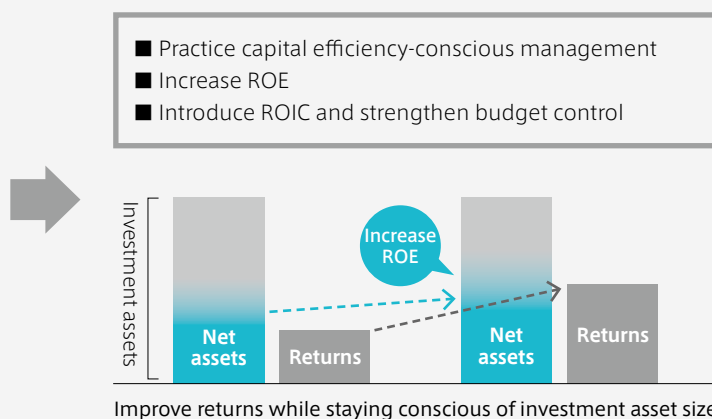 ■ Practice capital efficiency-conscious management
■ Increase ROE
■ Introduce ROIC and strengthen budget control
Investment assets
Increase
ROE
Net
assets
Returns
Net
assets
Returns
Improve returns while staying conscious of investment asset size